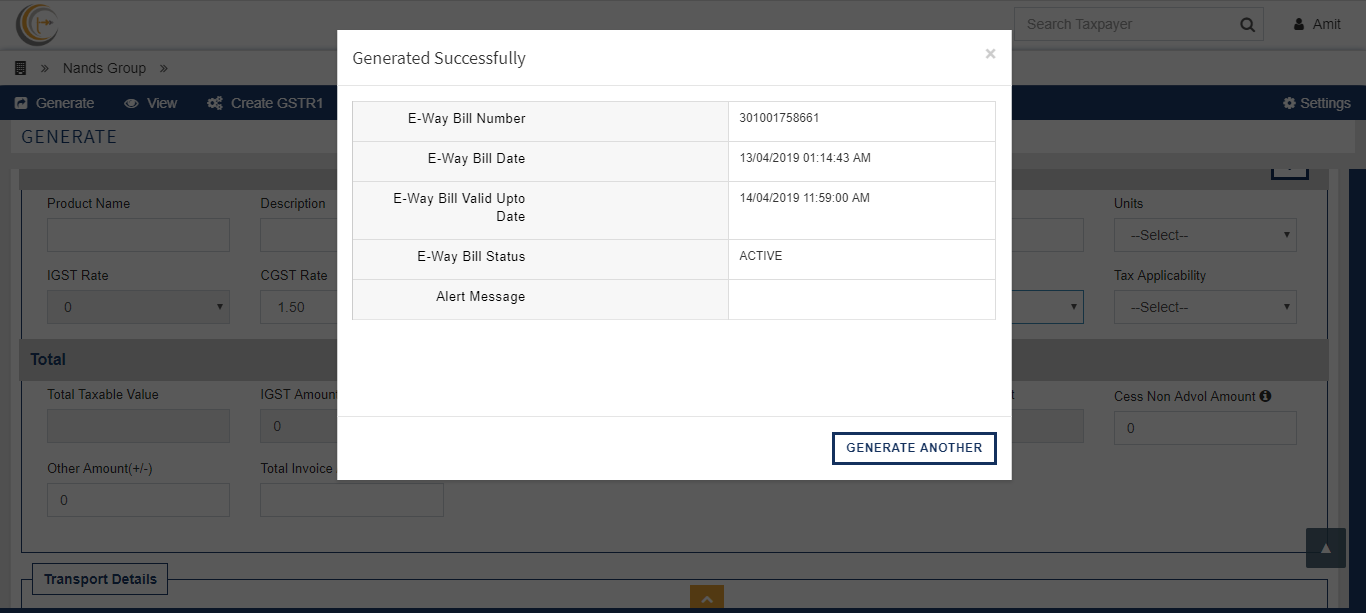 Search Taxpayer
Amit
» Nands Group »
Generate View Create GSTR1 Settings
GENERATE
Generated Successfully
×
E-Way Bill Number 301001758661
E-Way Bill Date 13/04/2019 01:14:43 AM
E-Way Bill Valid Upto 14/04/2019 11:59:00 AM
Date
E-Way Bill Status ACTIVE
Alert Message
GENERATE ANOTHER
Product Name Description Units
--Select--
IGST Rate CGST Rate Tax Applicability
0 1.50 --Select--
Total
Total Taxable Value IGST Amoun Cess Non Advol Amount
0 0
Other Amount(+/-) Total Invoice
0
Transport Details